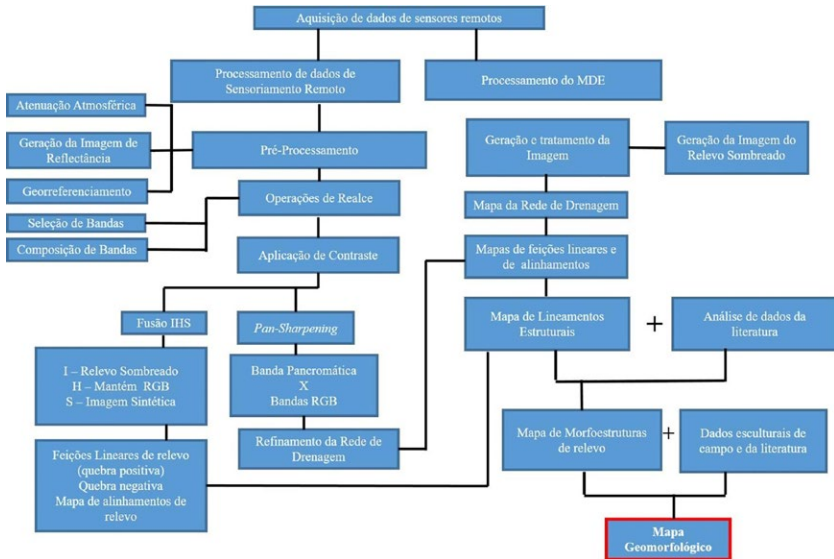 Aquisição de dados de sensores remotos
Processamento de dados de
Sensoriamento Remoto
Processamento do MDE
Atenuação Atmosférica
Geração da Imagem de
Reflectância
Georreferenciamento
Pré-Processamento
Geração e tratamento da
Imagem
Geração da Imagem do
Relevo Sombreado
Seleção de Bandas
Composição de Bandas
Operações de Realce
Mapa da Rede de Drenagem
Aplicação de Contraste
Mapas de feições lineares e
de alinhamentos
Fusão IHS
Pan-Sharpening
Mapa de Lineamentos
Estruturais
+
Análise de dados da
literatura
I – Relevo Sombreado
H – Mantém RGB
S – Imagem Sintética
Banda Pancromática
X
Bandas RGB
Refinamento da Rede de
Drenagem
Mapa de Morfoestruturas
de relevo
+
Dados esculturais de
campo e da literatura
Feições Lineares de relevo
(quebra positiva)
Quebra negativa
Mapa de alinhamentos de
relevo
Mapa
Geomorfológico